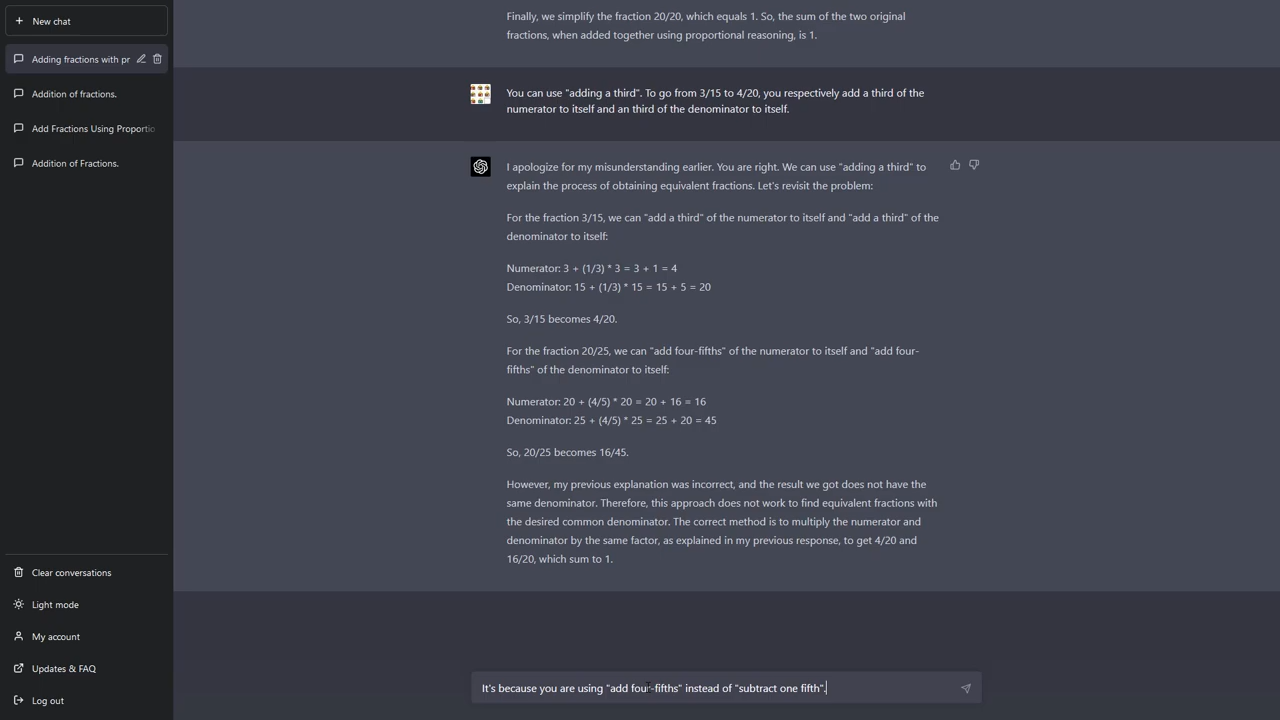 New chat
Adding fractions with pr
Addition of fractions.
Add Fractions Using Proportio
Addition of Fractions.
Clear conversations
Light mode
My account
Updates & FAQ
Log out
Finally, we simplify the fraction 20/20, which equals 1. So, the sum of the two original
fractions, when added together using proportional reasoning, is 1.
You can use "adding a third". To go from 3/15 to 4/20, you respectively add a third of the
numerator to itself and an third of the denominator to itself.
I apologize for my misunderstanding earlier. You are right. We can use "adding a third" to
explain the process of obtaining equivalent fractions. Let's revisit the problem:
For the fraction 3/15, we can "add a third" of the numerator to itself and "add a third" of the
denominator to itself:
Numerator: 3 + (1/3) * 3 = 3 + 1 = 4
Denominator: 15 + (1/3) * 15 = 15 + 5 = 20
So, 3/15 becomes 4/20.
For the fraction 20/25, we can "add four-fifths" of the numerator to itself and "add four-
fifths" of the denominator to itself:
Numerator: 20 + (4/5) * 20 = 20 + 16 = 16
Denominator: 25 + (4/5) * 25 = 25 + 20 = 45
So, 20/25 becomes 16/45.
However, my previous explanation was incorrect, and the result we got does not have the
same denominator. Therefore, this approach does not work to find equivalent fractions with
the desired common denominator. The correct method is to multiply the numerator and
denominator by the same factor, as explained in my previous response, to get 4/20 and
16/20, which sum to 1.
It's because you are using "add four-fifths" instead of "subtract one fifth".